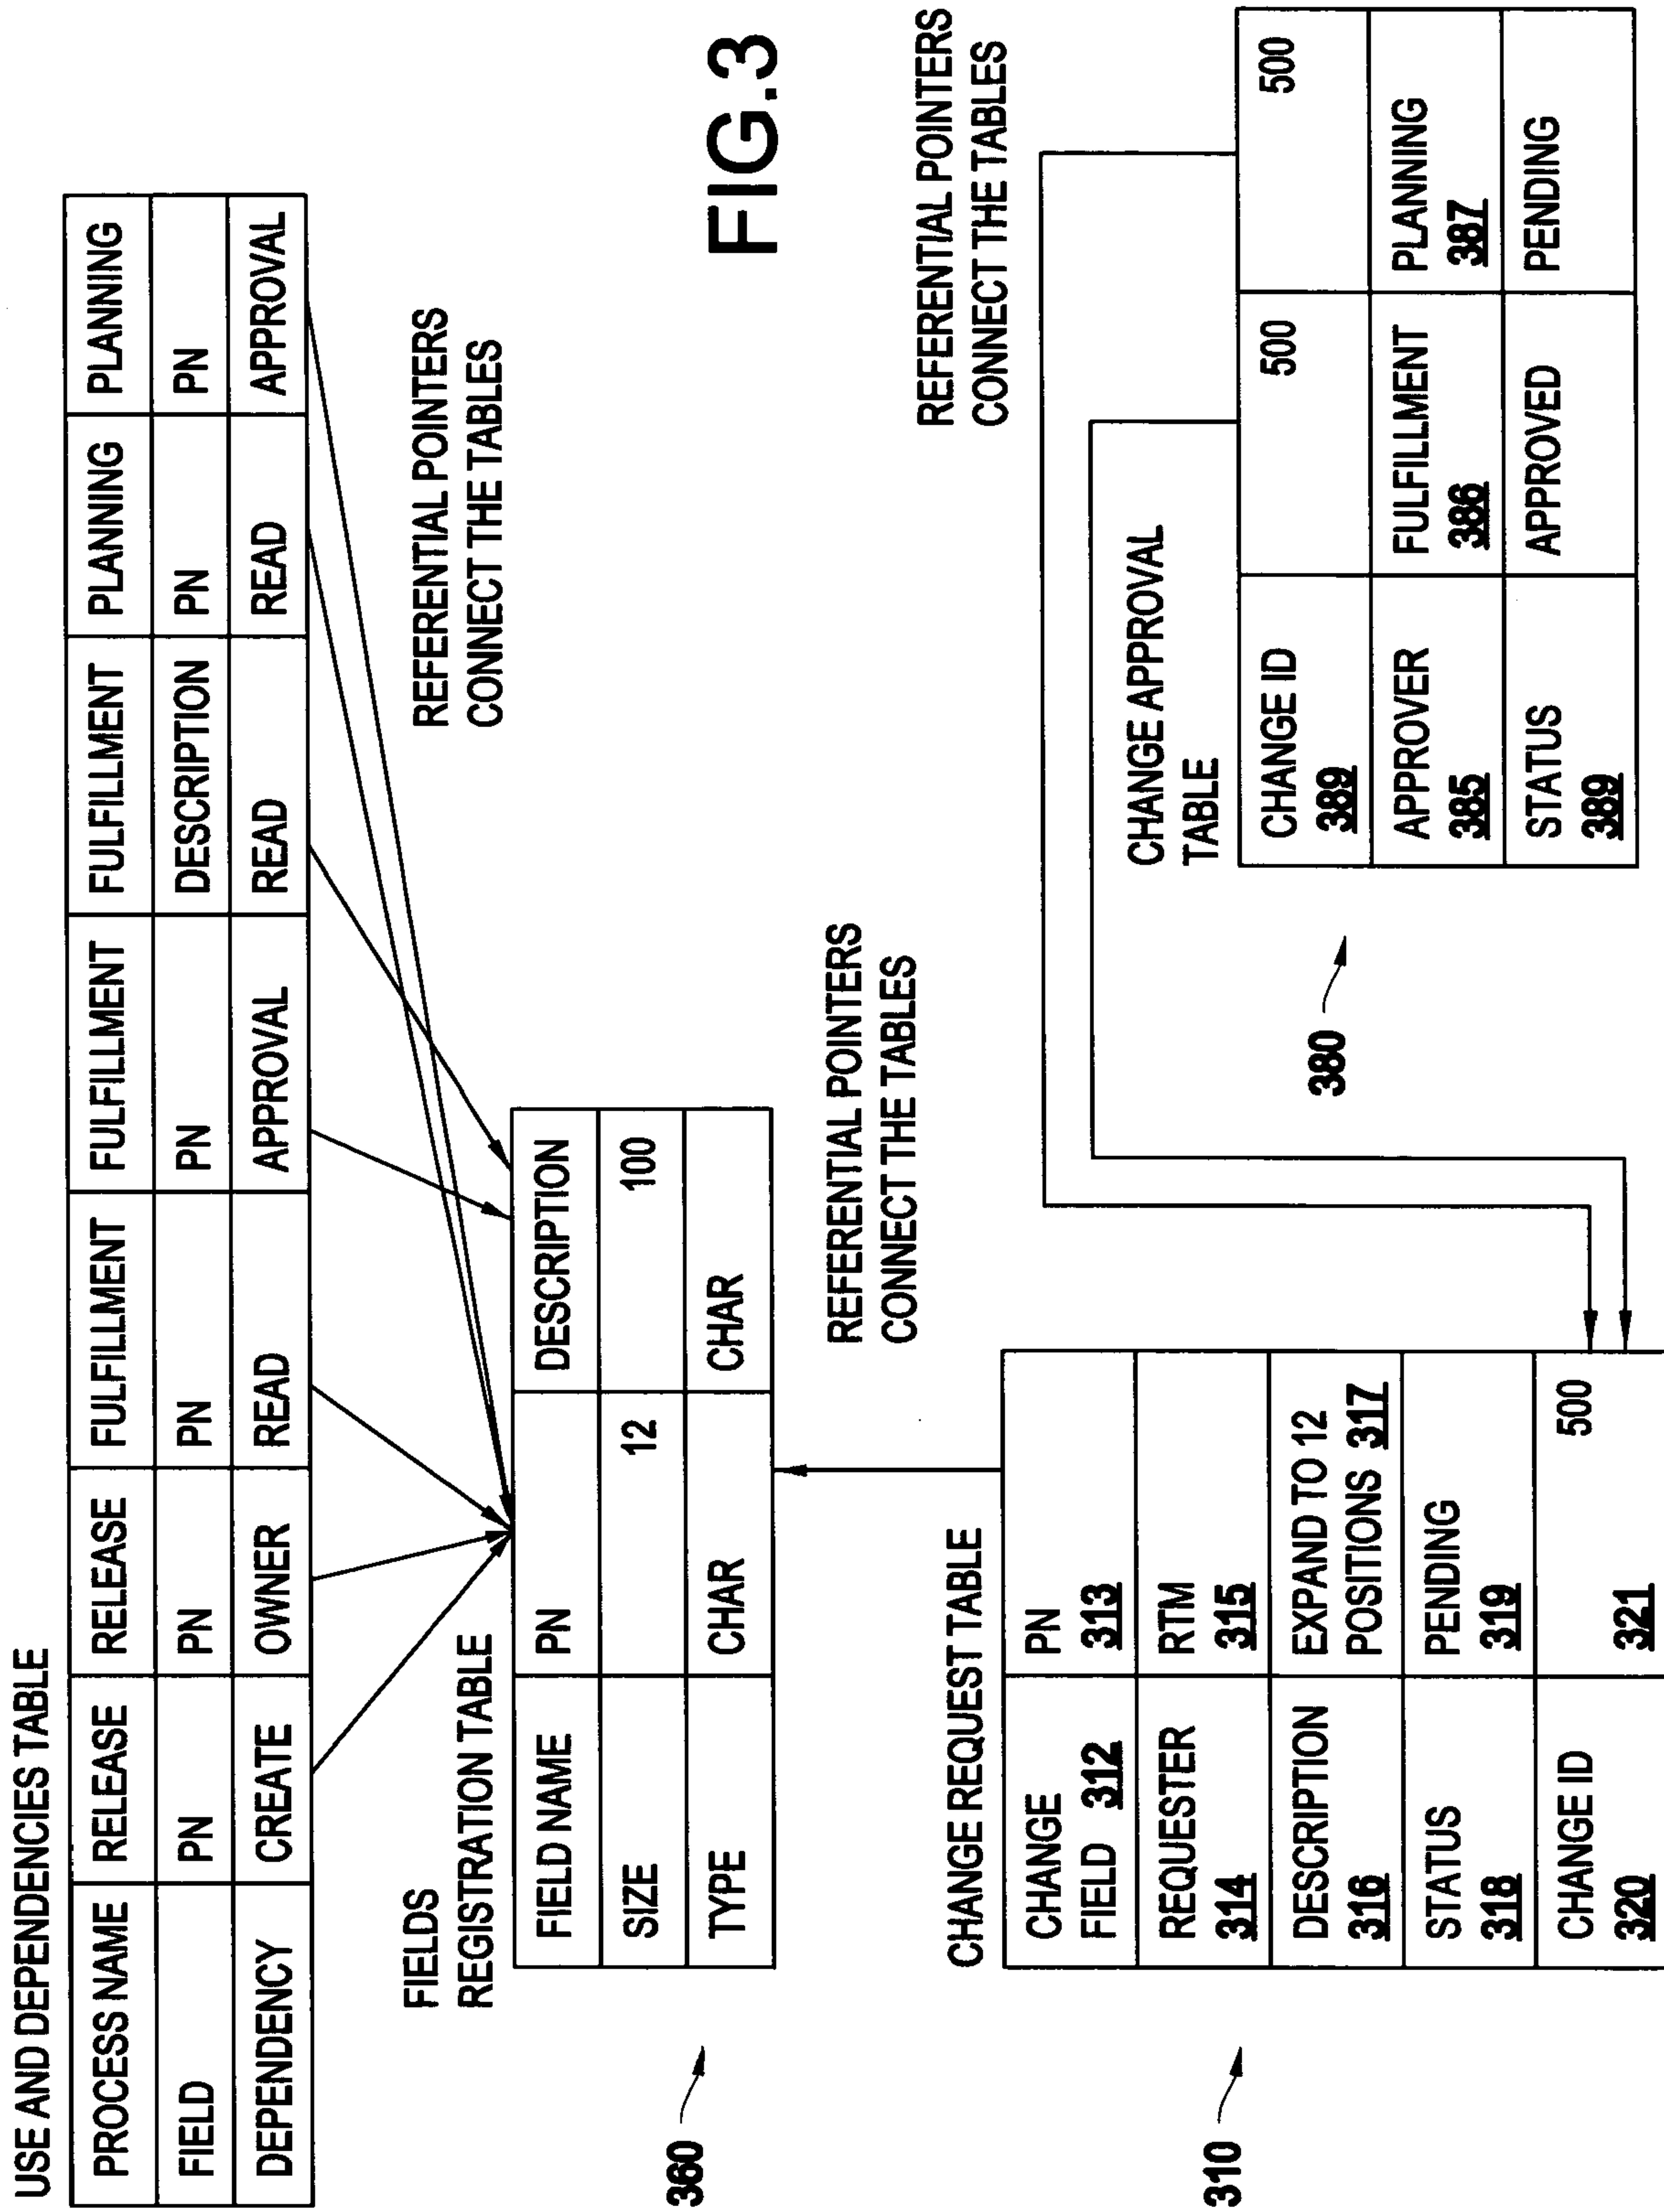 USE AND DEPENDENCIES TABLE
PROCESS NAME RELEASE RELEASE FULFILLMENT FULFILLMENT FULFILLMENT PLANNING PLANNING
FIELD PN PN PN PN DESCRIPTION PN PN
DEPENDENCY CREATE OWNER READ APPROVAL READ READ APPROVAL
REFERENTIAL POINTERS
CONNECT THE TABLES
FIELDS
REGISTRATION TABLE
FIELD NAME PN DESCRIPTION
SIZE 12 100
TYPE CHAR CHAR
360
FIG.3
REFERENTIAL POINTERS
CONNECT THE TABLES
CHANGE REQUEST TABLE
CHANGE PN
FIELD 312 313
REQUESTER RTM
314 315
DESCRIPTION EXPAND TO 12
316 POSITIONS 317
STATUS PENDING
318 319
CHANGE ID 500
320 321
310
REFERENTIAL POINTERS
CONNECT THE TABLES
CHANGE APPROVAL
TABLE
CHANGE ID 500 500
389
APPROVER FULFILLMENT PLANNING
385 386 387
STATUS APPROVED PENDING
389
380